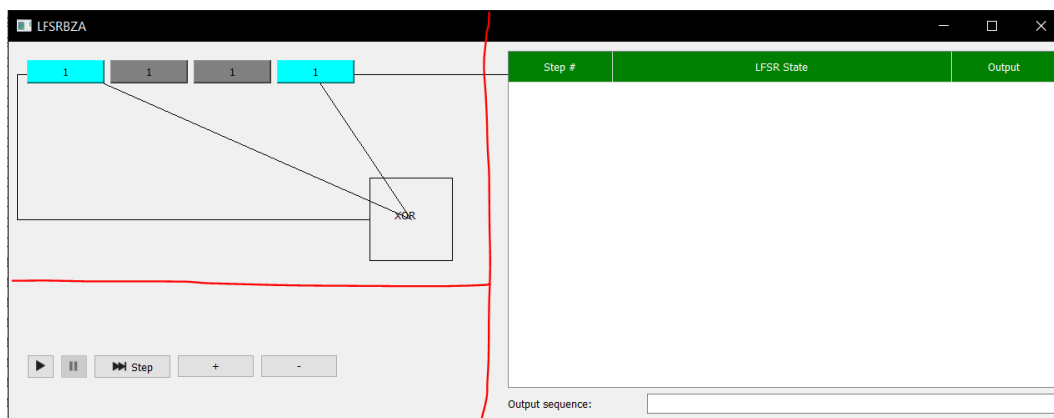 LFSRBZA
1 1 1 1
Step # LFSR State Output
XOR
Step + -
Output sequence: